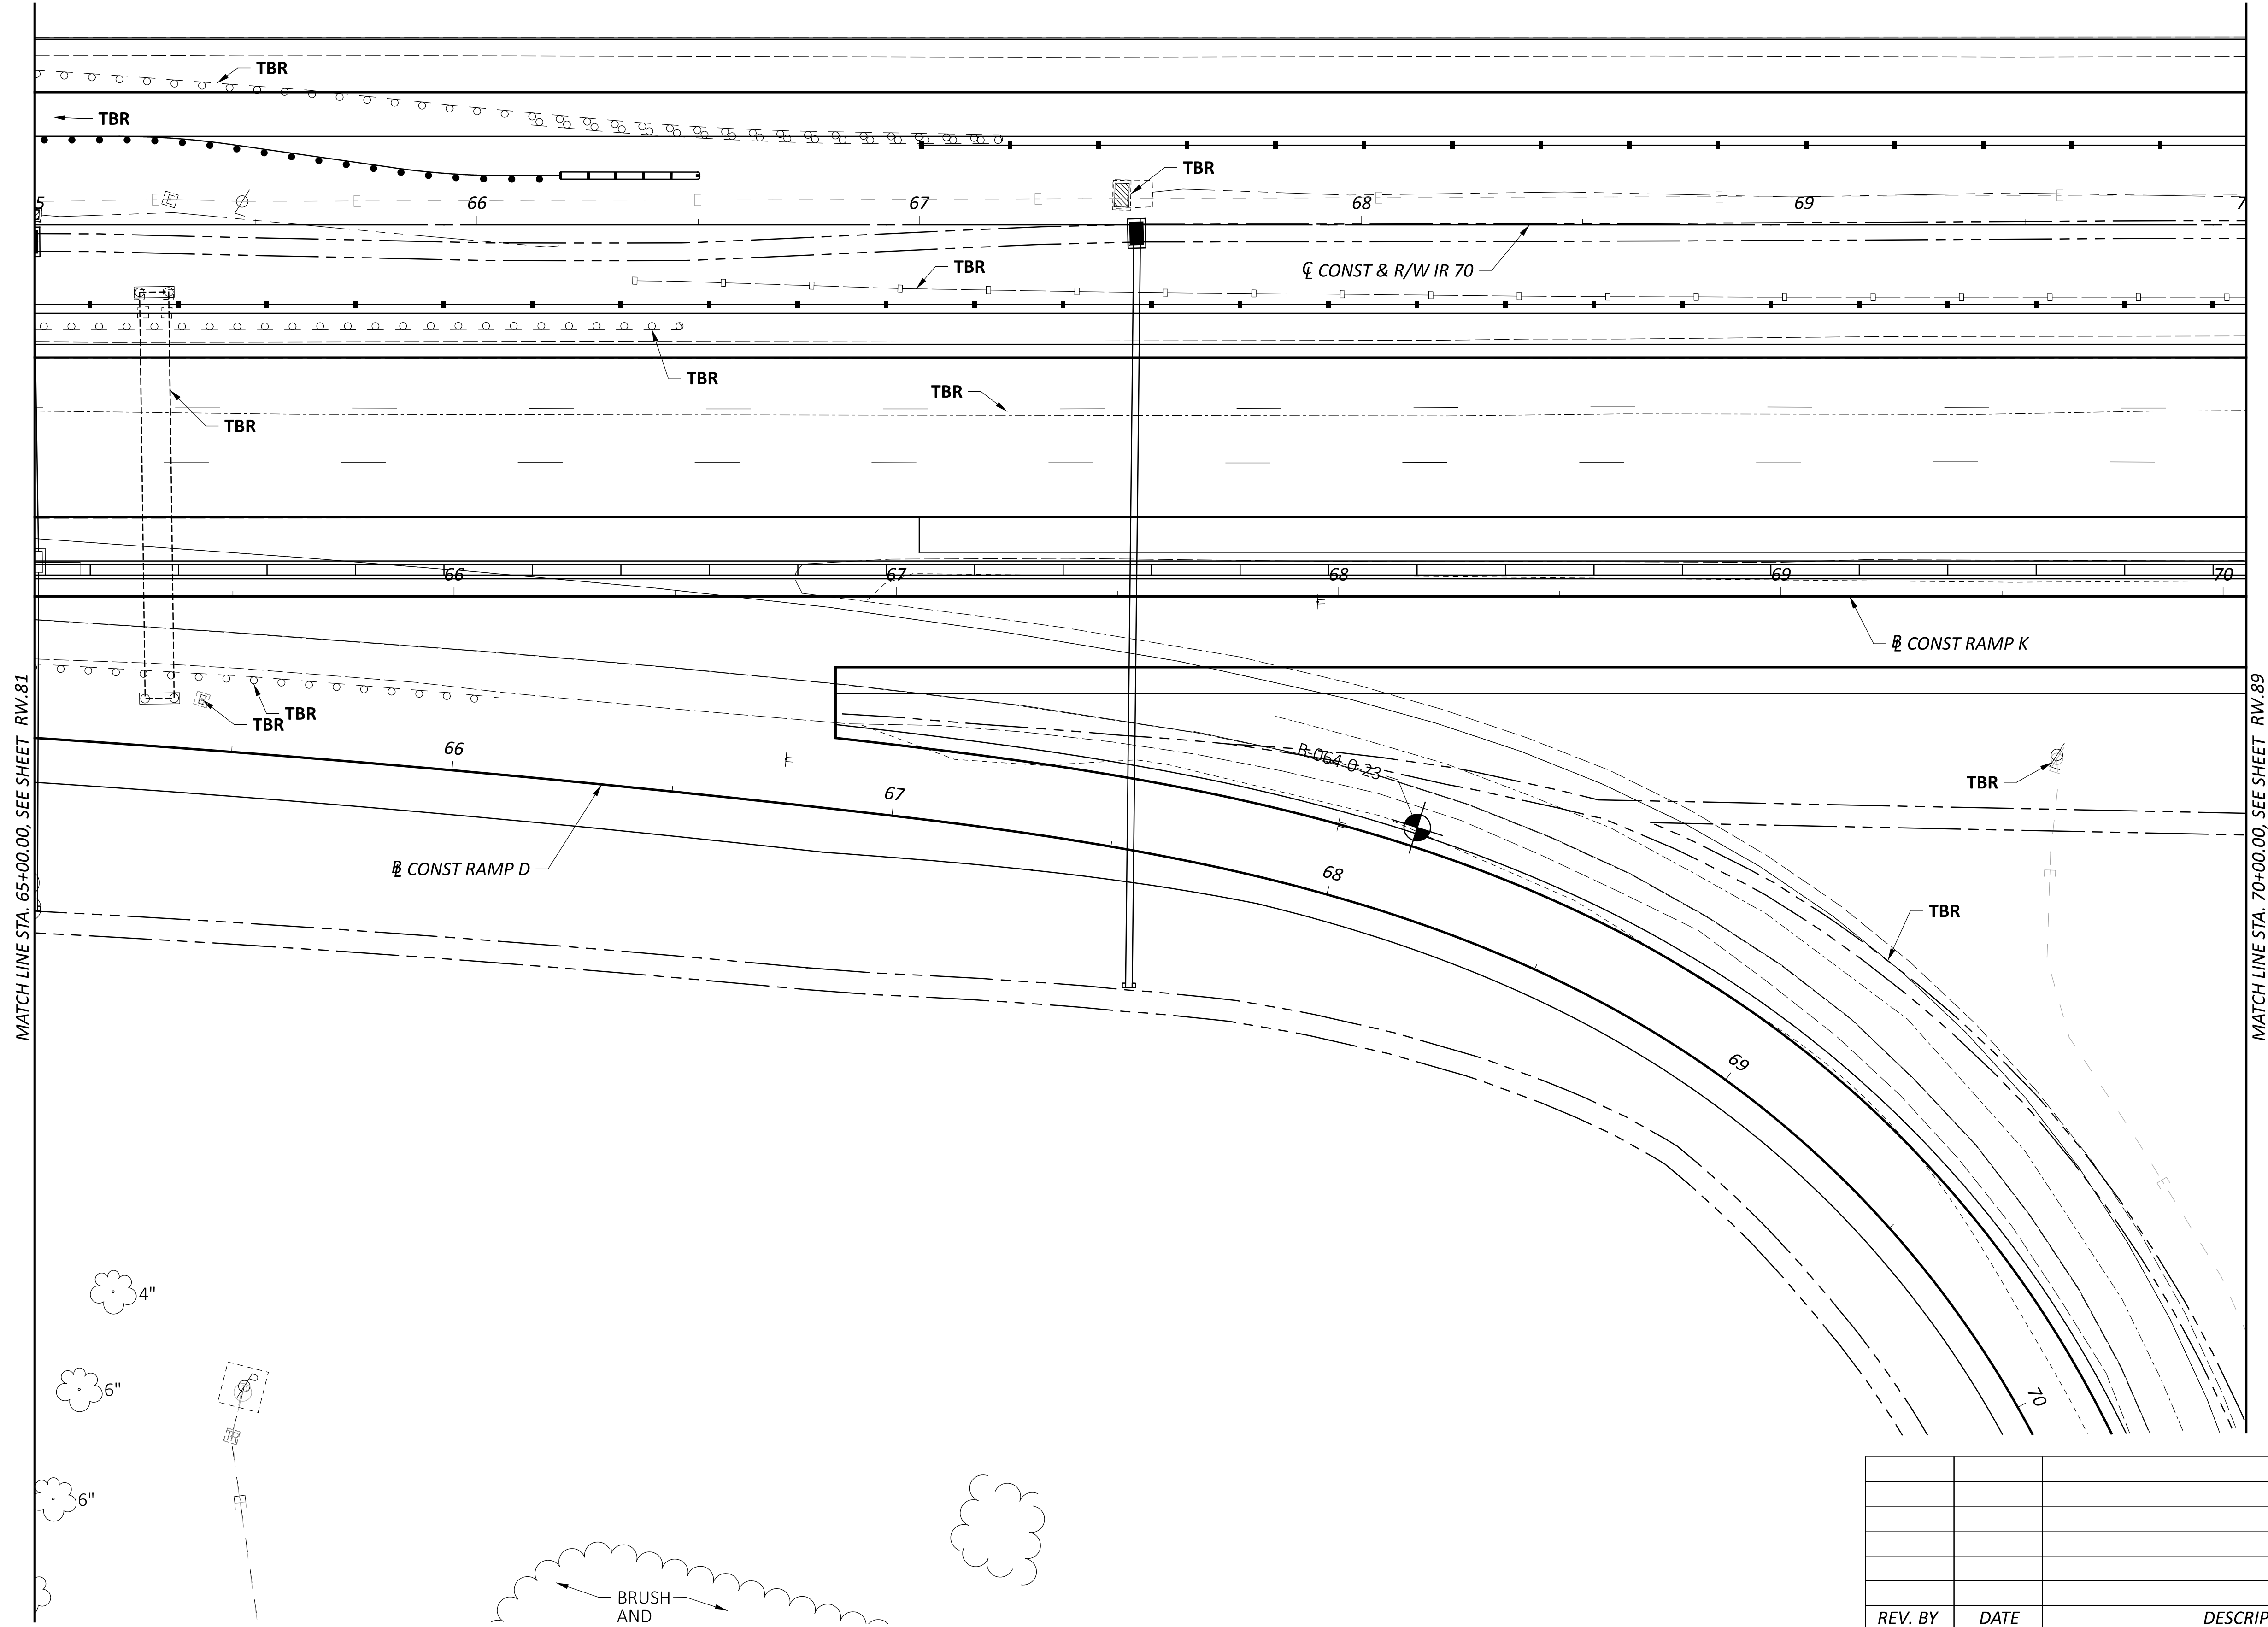 TBR
TBR
TBR
66
67
68
69
TBR
℄ CONST & R/W IR 70
TBR
TBR
TBR
66
67
68
69
70
℄ CONST RAMP K
TBR
TBR
66
67
68
69
70
B-064-0-23
TBR
℄ CONST RAMP D
TBR
MATCH LINE STA. 65+00.00, SEE SHEET RW.81
MATCH LINE STA. 70+00.00, SEE SHEET RW.89
4"
6"
6"
BRUSH
AND
REV. BY DATE